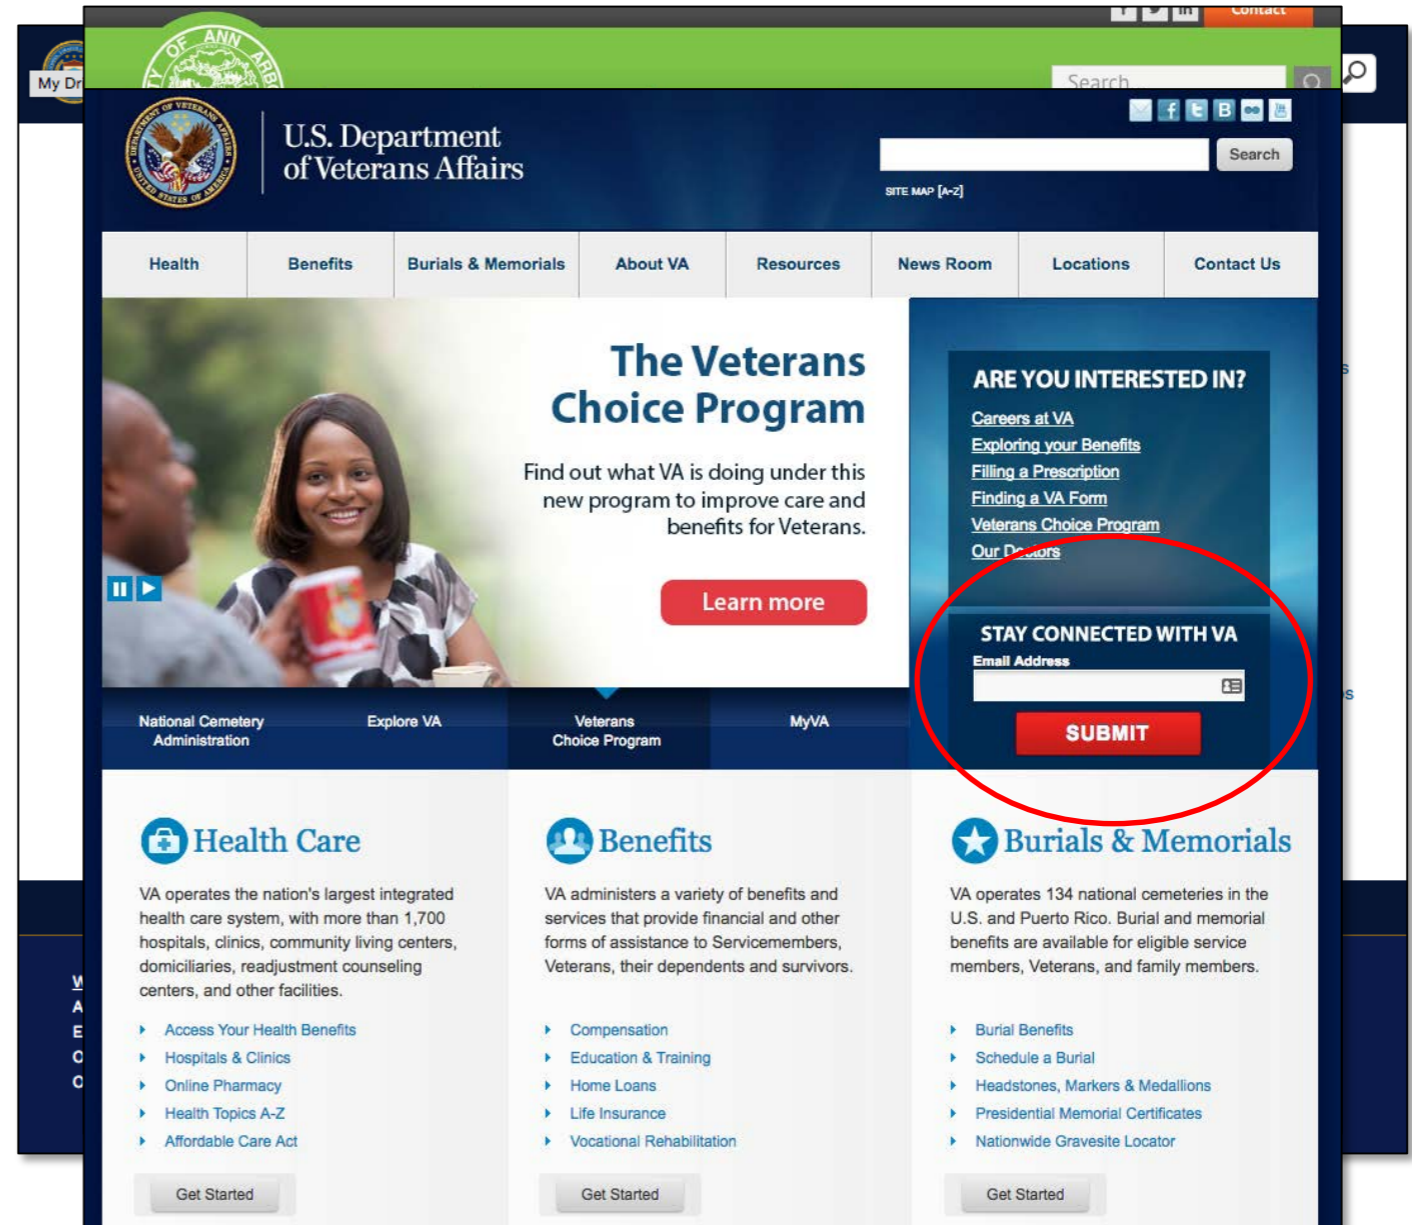 Contact
CITY OF ANN ARBO
Search...
My Dr
U.S. Department
of Veterans Affairs
Search
SITE MAP [A-Z]
Health
Benefits
Burials & Memorials
About VA
Resources
News Room
Locations
Contact Us
The Veterans
Choice Program
Find out what VA is doing under this
new program to improve care and
benefits for Veterans.
Learn more
ARE YOU INTERESTED IN?
Careers at VA
Exploring your Benefits
Filling a Prescription
Finding a VA Form
Veterans Choice Program
Our Doctors
STAY CONNECTED WITH VA
Email Address
SUBMIT
National Cemetery
Administration
Explore VA
Veterans
Choice Program
MyVA
Health Care
VA operates the nation's largest integrated
health care system, with more than 1,700
hospitals, clinics, community living centers,
domiciliaries, readjustment counseling
centers, and other facilities.
Access Your Health Benefits
Hospitals & Clinics
Online Pharmacy
Health Topics A-Z
Affordable Care Act
Get Started
Benefits
VA administers a variety of benefits and
services that provide financial and other
forms of assistance to Servicemembers,
Veterans, their dependents and survivors.
Compensation
Education & Training
Home Loans
Life Insurance
Vocational Rehabilitation
Get Started
Burials & Memorials
VA operates 134 national cemeteries in the
U.S. and Puerto Rico. Burial and memorial
benefits are available for eligible service
members, Veterans, and family members.
Burial Benefits
Schedule a Burial
Headstones, Markers & Medallions
Presidential Memorial Certificates
Nationwide Gravesite Locator
Get Started